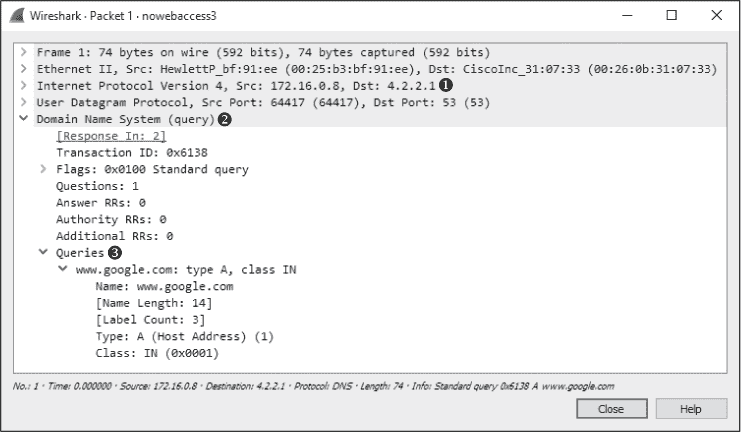 Wireshark · Packet 1 · nowebaccess3
Frame 1: 74 bytes on wire (592 bits), 74 bytes captured (592 bits)
Ethernet II, Src: HewlettP_bf:91:ee (00:25:b3:bf:91:ee), Dst: CiscoInc_31:07:33 (00:26:0b:31:07:33)
Internet Protocol Version 4, Src: 172.16.0.8, Dst: 4.2.2.1 ❶
User Datagram Protocol, Src Port: 64417 (64417), Dst Port: 53 (53)
Domain Name System (query) ❷
[Response In: 2]
Transaction ID: 0x6138
Flags: 0x0100 Standard query
Questions: 1
Answer RRs: 0
Authority RRs: 0
Additional RRs: 0
Queries ❸
www.google.com: type A, class IN
Name: www.google.com
[Name Length: 14]
[Label Count: 3]
Type: A (Host Address) (1)
Class: IN (0x0001)
No.: 1 · Time: 0.000000 · Source: 172.16.0.8 · Destination: 4.2.2.1 · Protocol: DNS · Length: 74 · Info: Standard query 0x6138 A www.google.com
Close Help